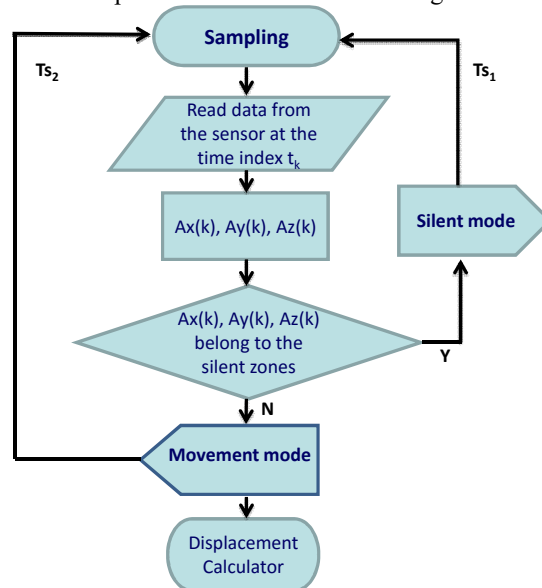 Sampling
Ts₂
Ts₁
Read data from
the sensor at the
time index tₖ
Ax(k), Ay(k), Az(k)
Silent mode
Ax(k), Ay(k), Az(k)
belong to the
silent zones
Y
N
Movement mode
Displacement
Calculator